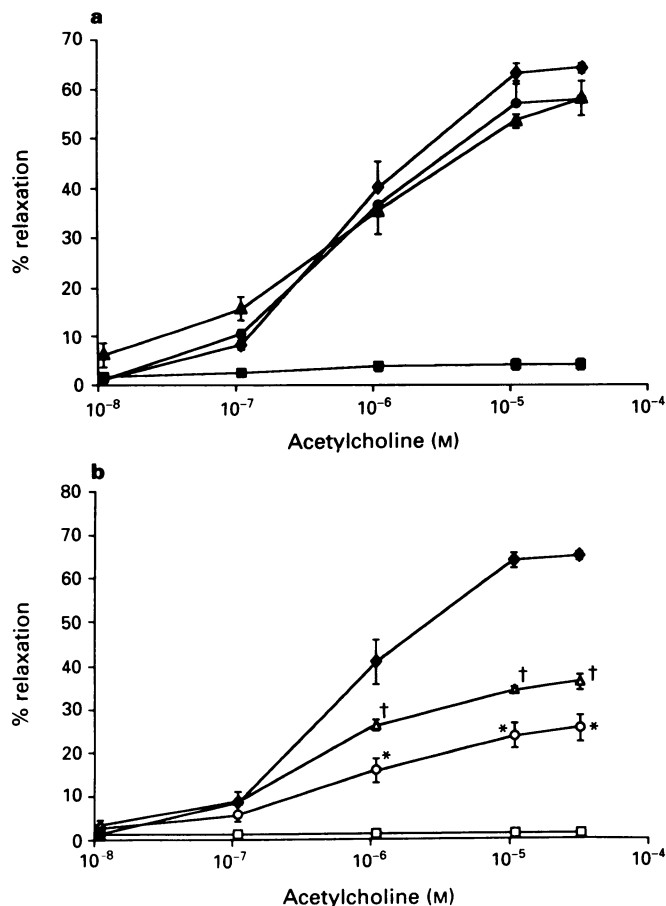 a
70
60
50
40
30
20
10
0
% relaxation
10⁻⁸ 10⁻⁷ 10⁻⁶ 10⁻⁵ 10⁻⁴
Acetylcholine (M)
b
80
70
60
50
40
30
20
10
0
% relaxation
† † †
* * *
10⁻⁸ 10⁻⁷ 10⁻⁶ 10⁻⁵ 10⁻⁴
Acetylcholine (M)